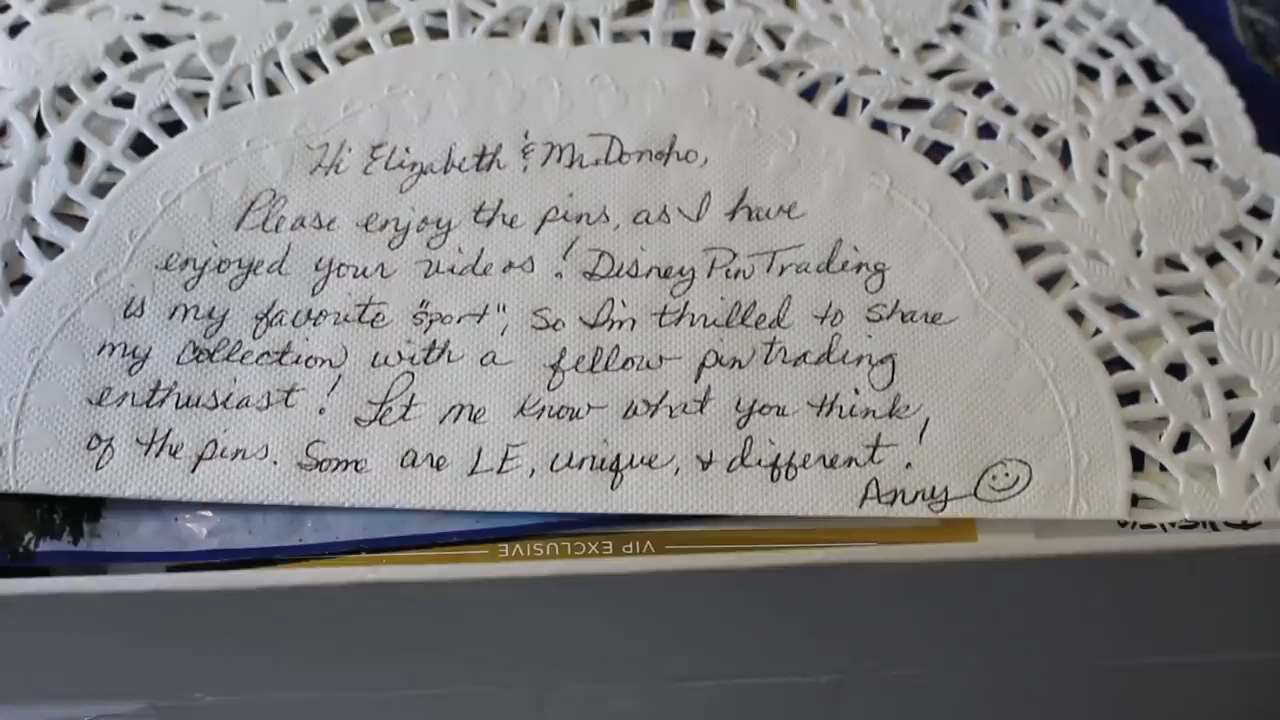 Hi Elizabeth & Mr. Donoho,
Please enjoy the pins, as I have
enjoyed your videos! Disney Pin Trading
is my favorite "sport", so I'm thrilled to share
my collection with a fellow pin trading
enthusiast! Let me know what you think
of the pins. Some are LE, unique, & different!
Anny
VIP EXCLUSIVE